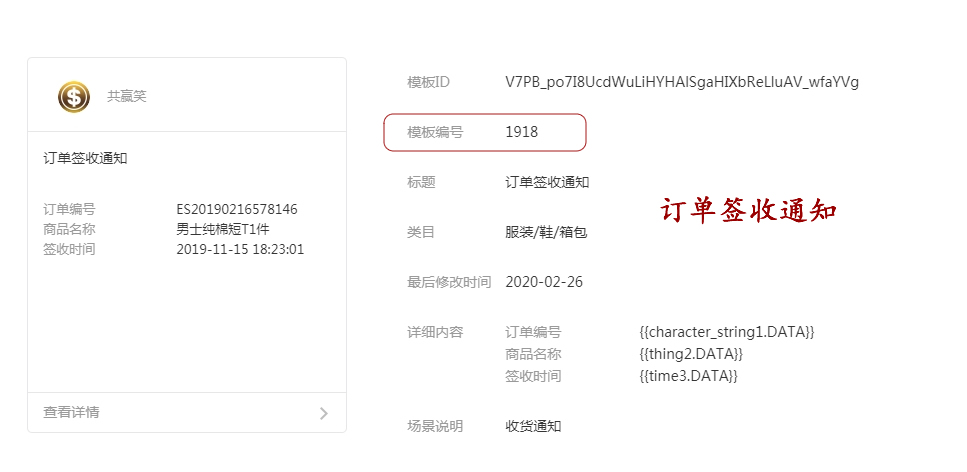 共赢笑
订单签收通知
订单编号 ES20190216578146
商品名称 男士纯棉短T1件
签收时间 2019-11-15 18:23:01
查看详情
模板ID V7PB_po7I8UcdWuLiHYHAlSgaHIXbReLluAV_wfaYVg
模板编号 1918
标题 订单签收通知
类目 服装/鞋/箱包
最后修改时间 2020-02-26
详细内容 订单编号 {{character_string1.DATA}}
商品名称 {{thing2.DATA}}
签收时间 {{time3.DATA}}
场景说明 收货通知
订单签收通知